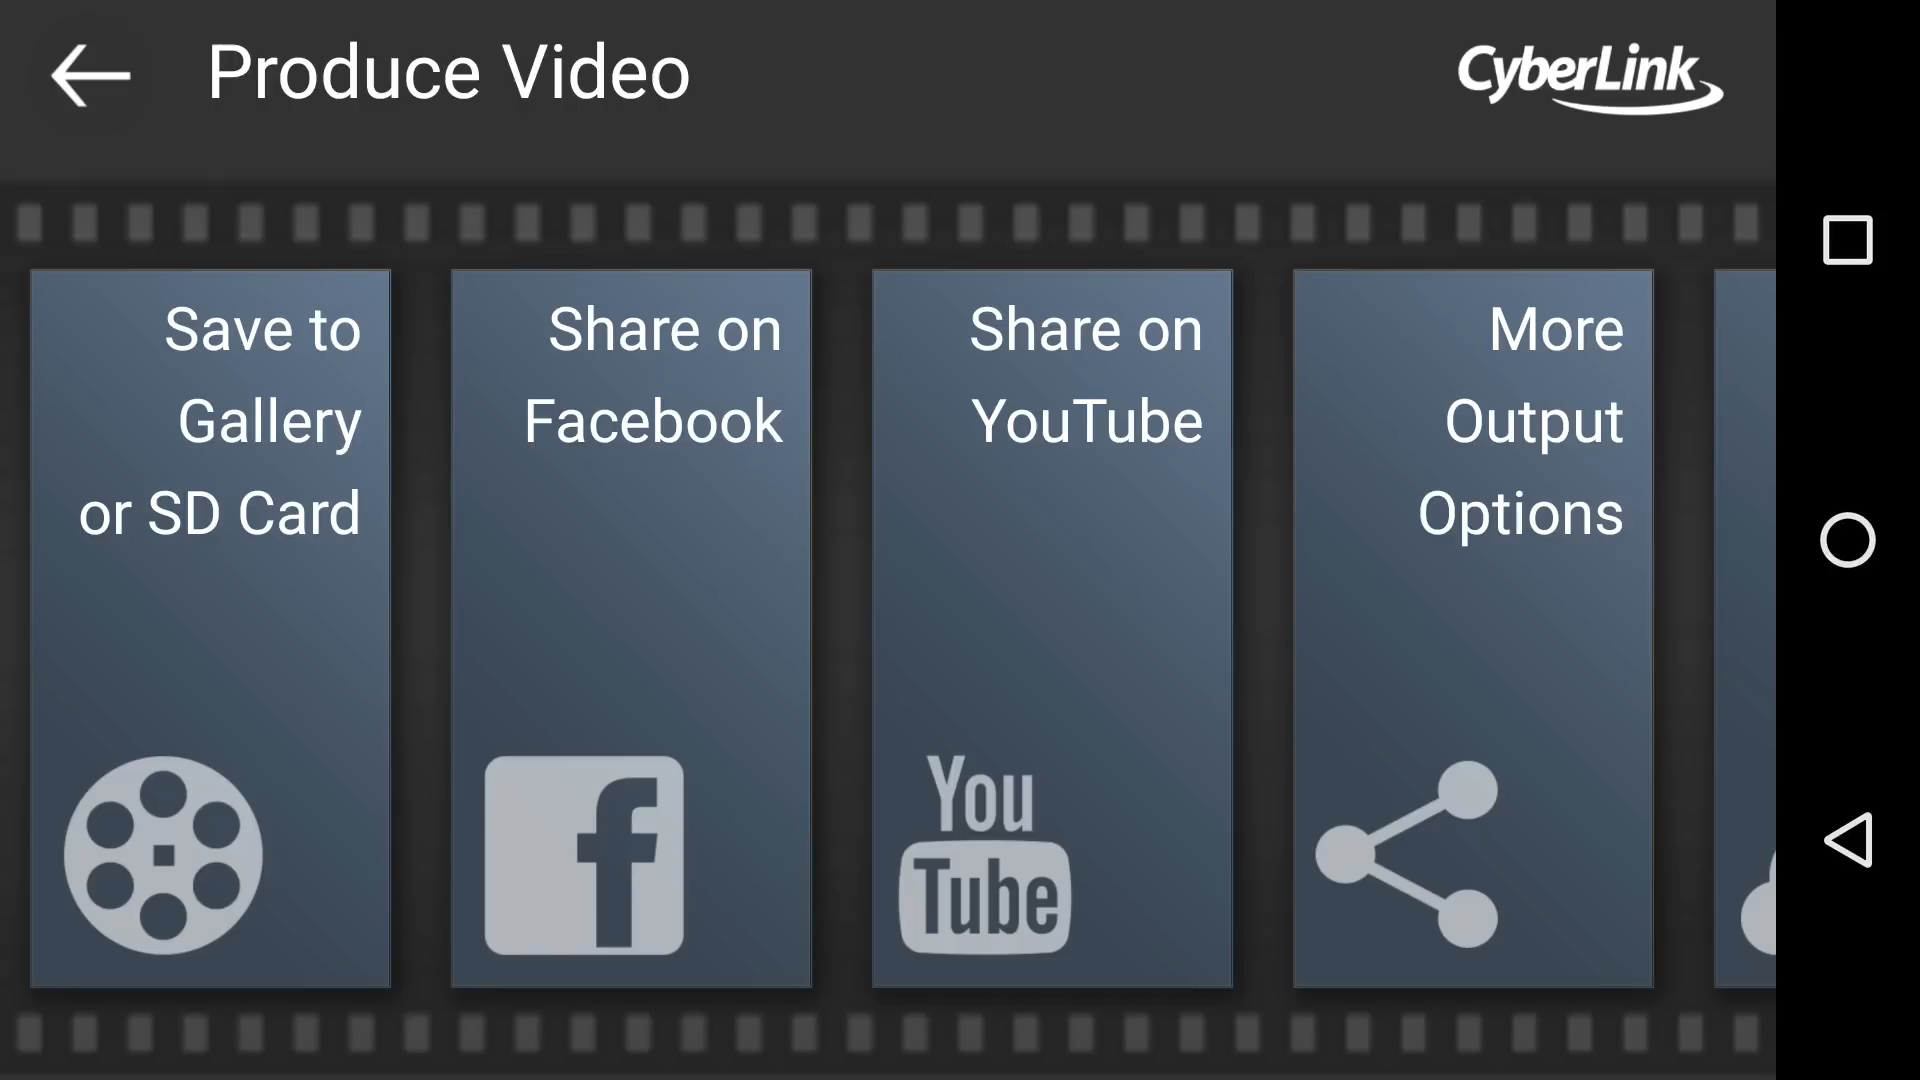 Produce Video
CyberLink
Save to
Gallery
or SD Card
Share on
Facebook
Share on
YouTube
More
Output
Options
f
You
Tube